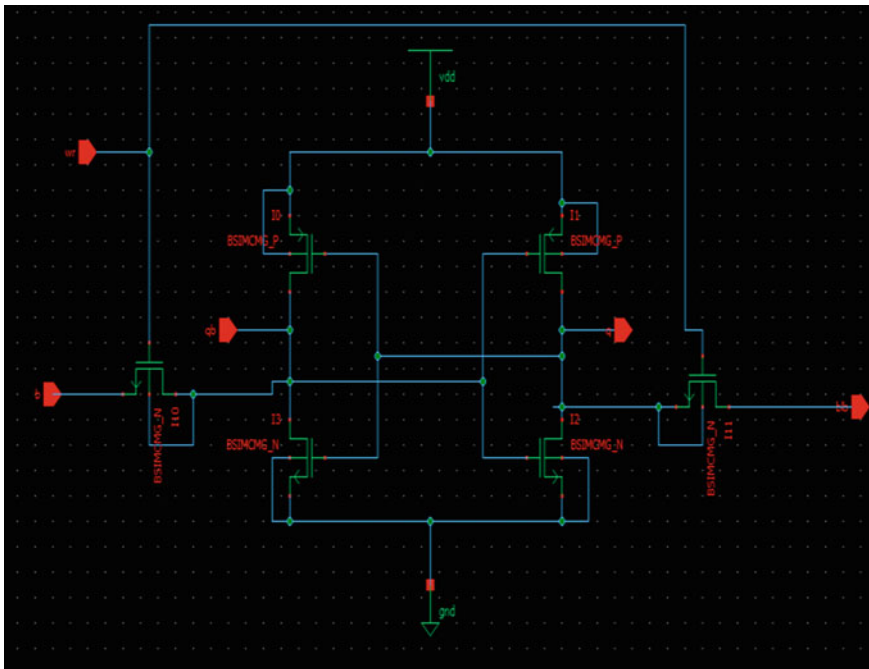 vdd
I0
BSIMCMG_P
I1
BSIMCMG_P
I3
BSIMCMG_N
I2
BSIMCMG_N
BSIMCMG_N
I10
BSIMCMG_N
I11
gnd